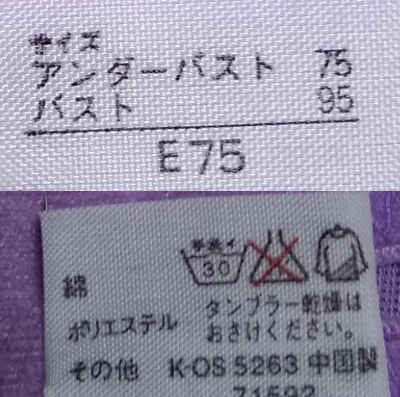 サイズ
アンダーバスト 75
バスト 95
E75
手洗イ
30
綿
タンブラー乾燥は
ポリエステル おさけください。
その他 K-OS 5263 中国製
71592